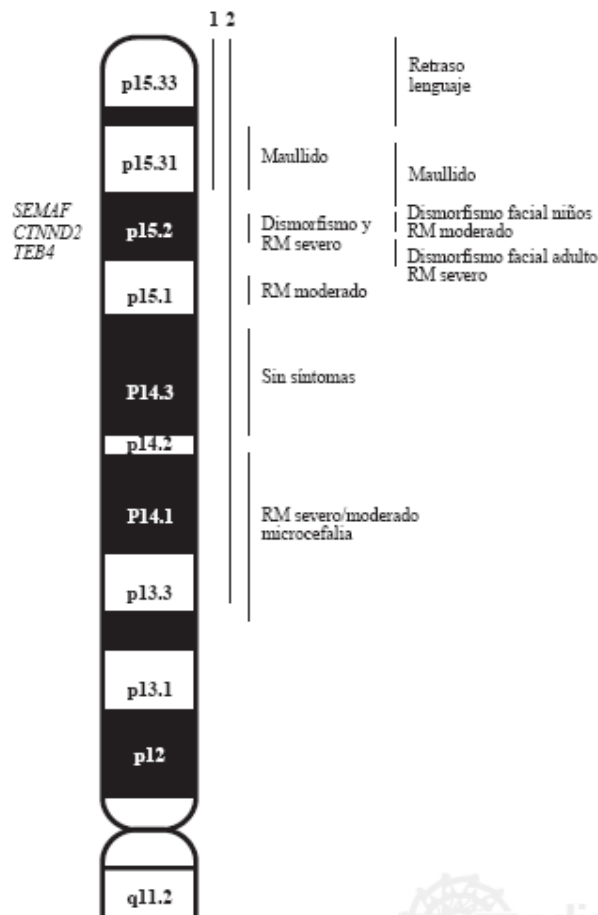 1 2
p15.33
p15.31
p15.2
p15.1
P14.3
p14.2
P14.1
p13.3
p13.1
p12
q11.2
SEMAF
CTNND2
TEB4
Maullido
Dismorfismo y
RM severo
RM moderado
Sin síntomas
RM severo/moderado
microcefalia
Retraso
lenguaje
Maullido
Dismorfismo facial niños
RM moderado
Dismorfismo facial adulto
RM severo